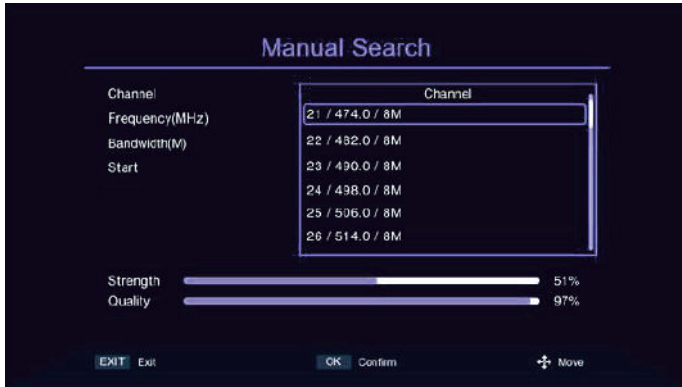 Manual Search
Channel
Frequency(MHz)
Bandwidth(M)
Start
Channel
21 / 474.0 / 8M
22 / 482.0 / 8M
23 / 490.0 / 8M
24 / 498.0 / 8M
25 / 506.0 / 8M
26 / 514.0 / 8M
Strength 51%
Quality 97%
EXIT Exit OK Confirm Move